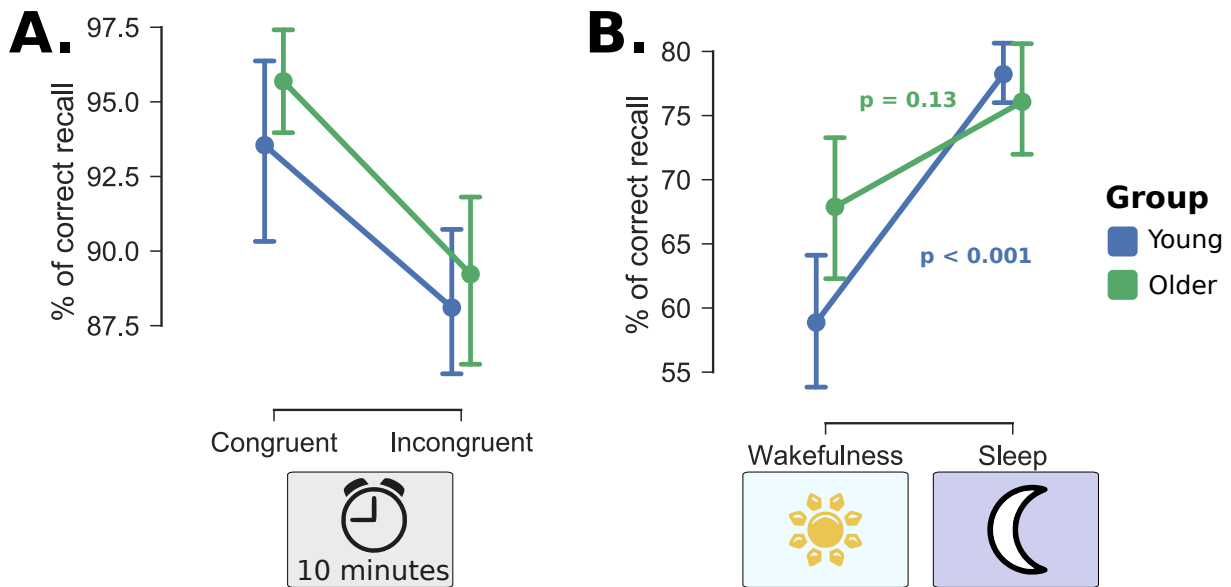 A.
% of correct recall
97.5
95.0
92.5
90.0
87.5
Congruent
Incongruent
10 minutes
B.
% of correct recall
80
75
70
65
60
55
p = 0.13
p < 0.001
Wakefulness
Sleep
Group
Young
Older